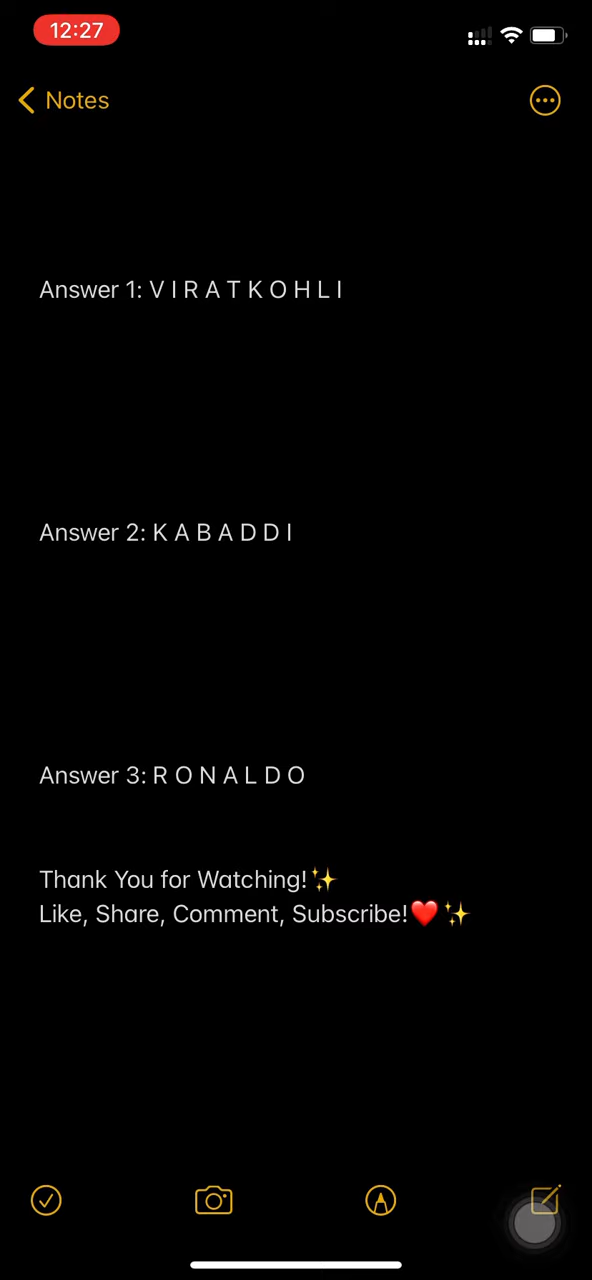 12:27
Notes
Answer 1: V I R A T K O H L I
Answer 2: K A B A D D I
Answer 3: R O N A L D O
Thank You for Watching!✨
Like, Share, Comment, Subscribe!❤️✨